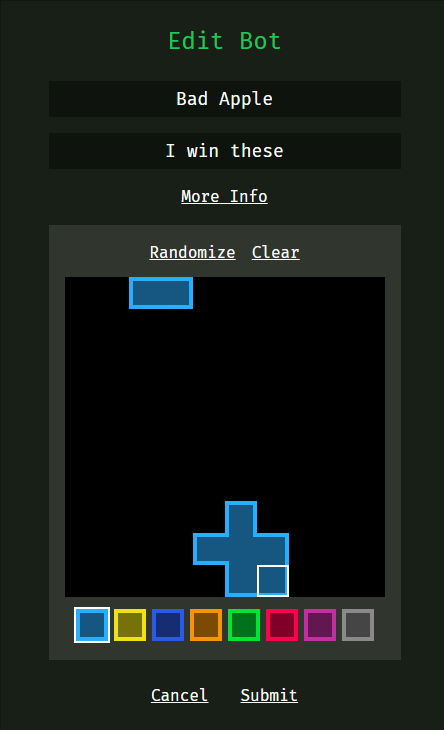 Edit Bot
Bad Apple
I win these
More Info
Randomize Clear
Cancel Submit